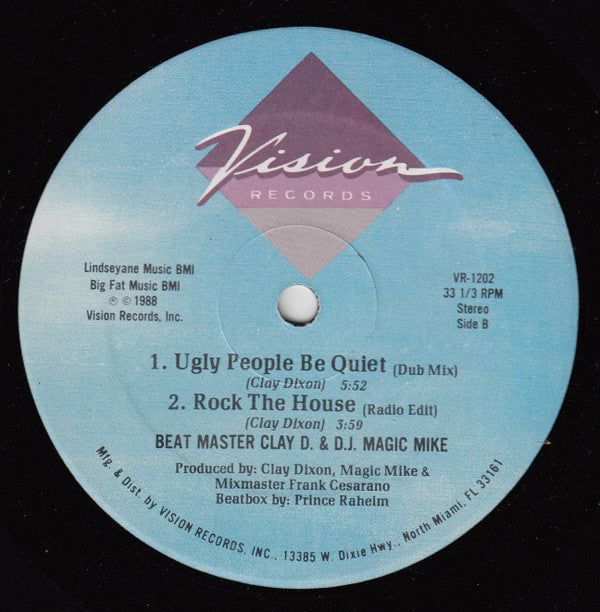 Vision
RECORDS
Lindseyane Music BMI
Big Fat Music BMI
℗ © 1988
Vision Records, Inc.
VR-1202
33 1/3 RPM
Stereo
Side B
1. Ugly People Be Quiet (Dub Mix)
(Clay Dixon) 5:52
2. Rock The House (Radio Edit)
(Clay Dixon) 3:59
BEAT MASTER CLAY D. & D.J. MAGIC MIKE
Produced by: Clay Dixon, Magic Mike &
Mixmaster Frank Cesarano
Beatbox by: Prince Raheim
Mfg. & Dist. by VISION RECORDS, INC., 13385 W. Dixie Hwy., North Miami, FL 33161